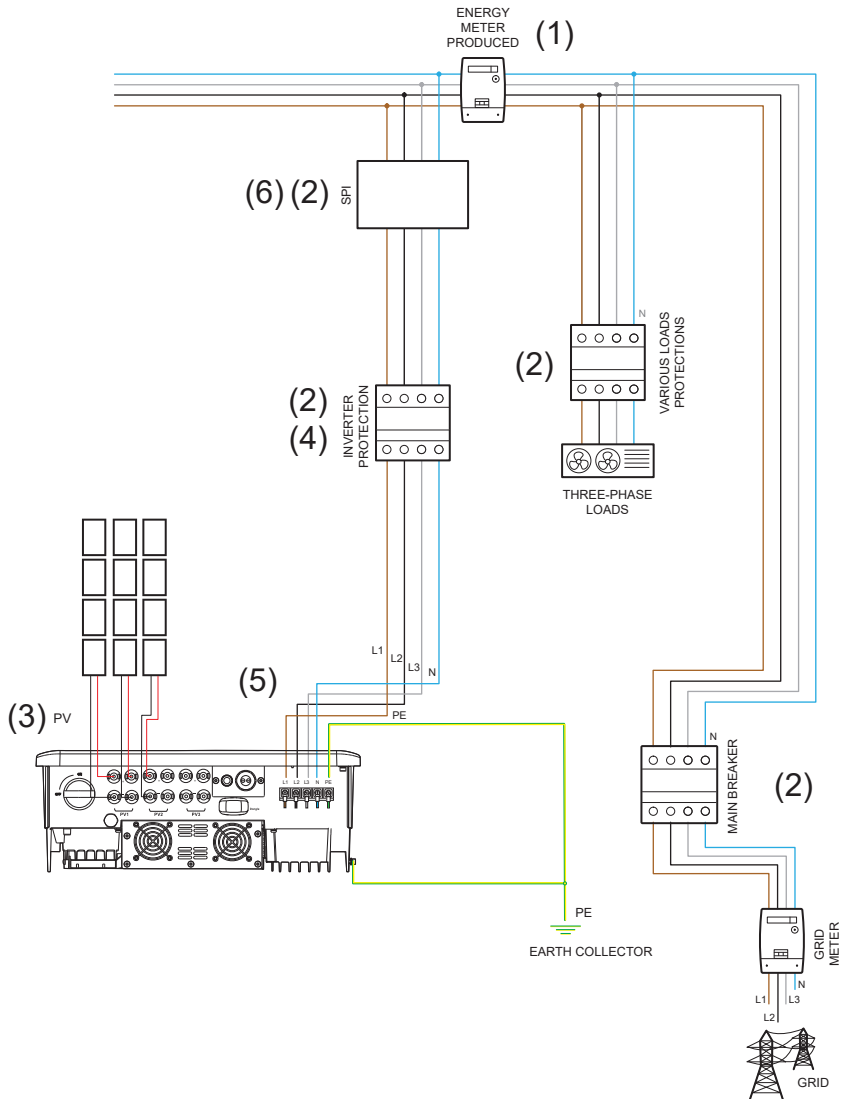 ENERGY
METER
PRODUCED
(1)
(6) (2)
SPI
(2)
(4)
INVERTER
PROTECTION
N
(2)
VARIOUS LOADS
PROTECTIONS
THREE-PHASE
LOADS
L1
L2
L3
N
(5)
PE
(3) PV
L1 L2 L3 N PE
PV1 PV2 PV3
N
MAIN BREAKER
(2)
PE
EARTH COLLECTOR
GRID
METER
N
L1
L3
L2
GRID